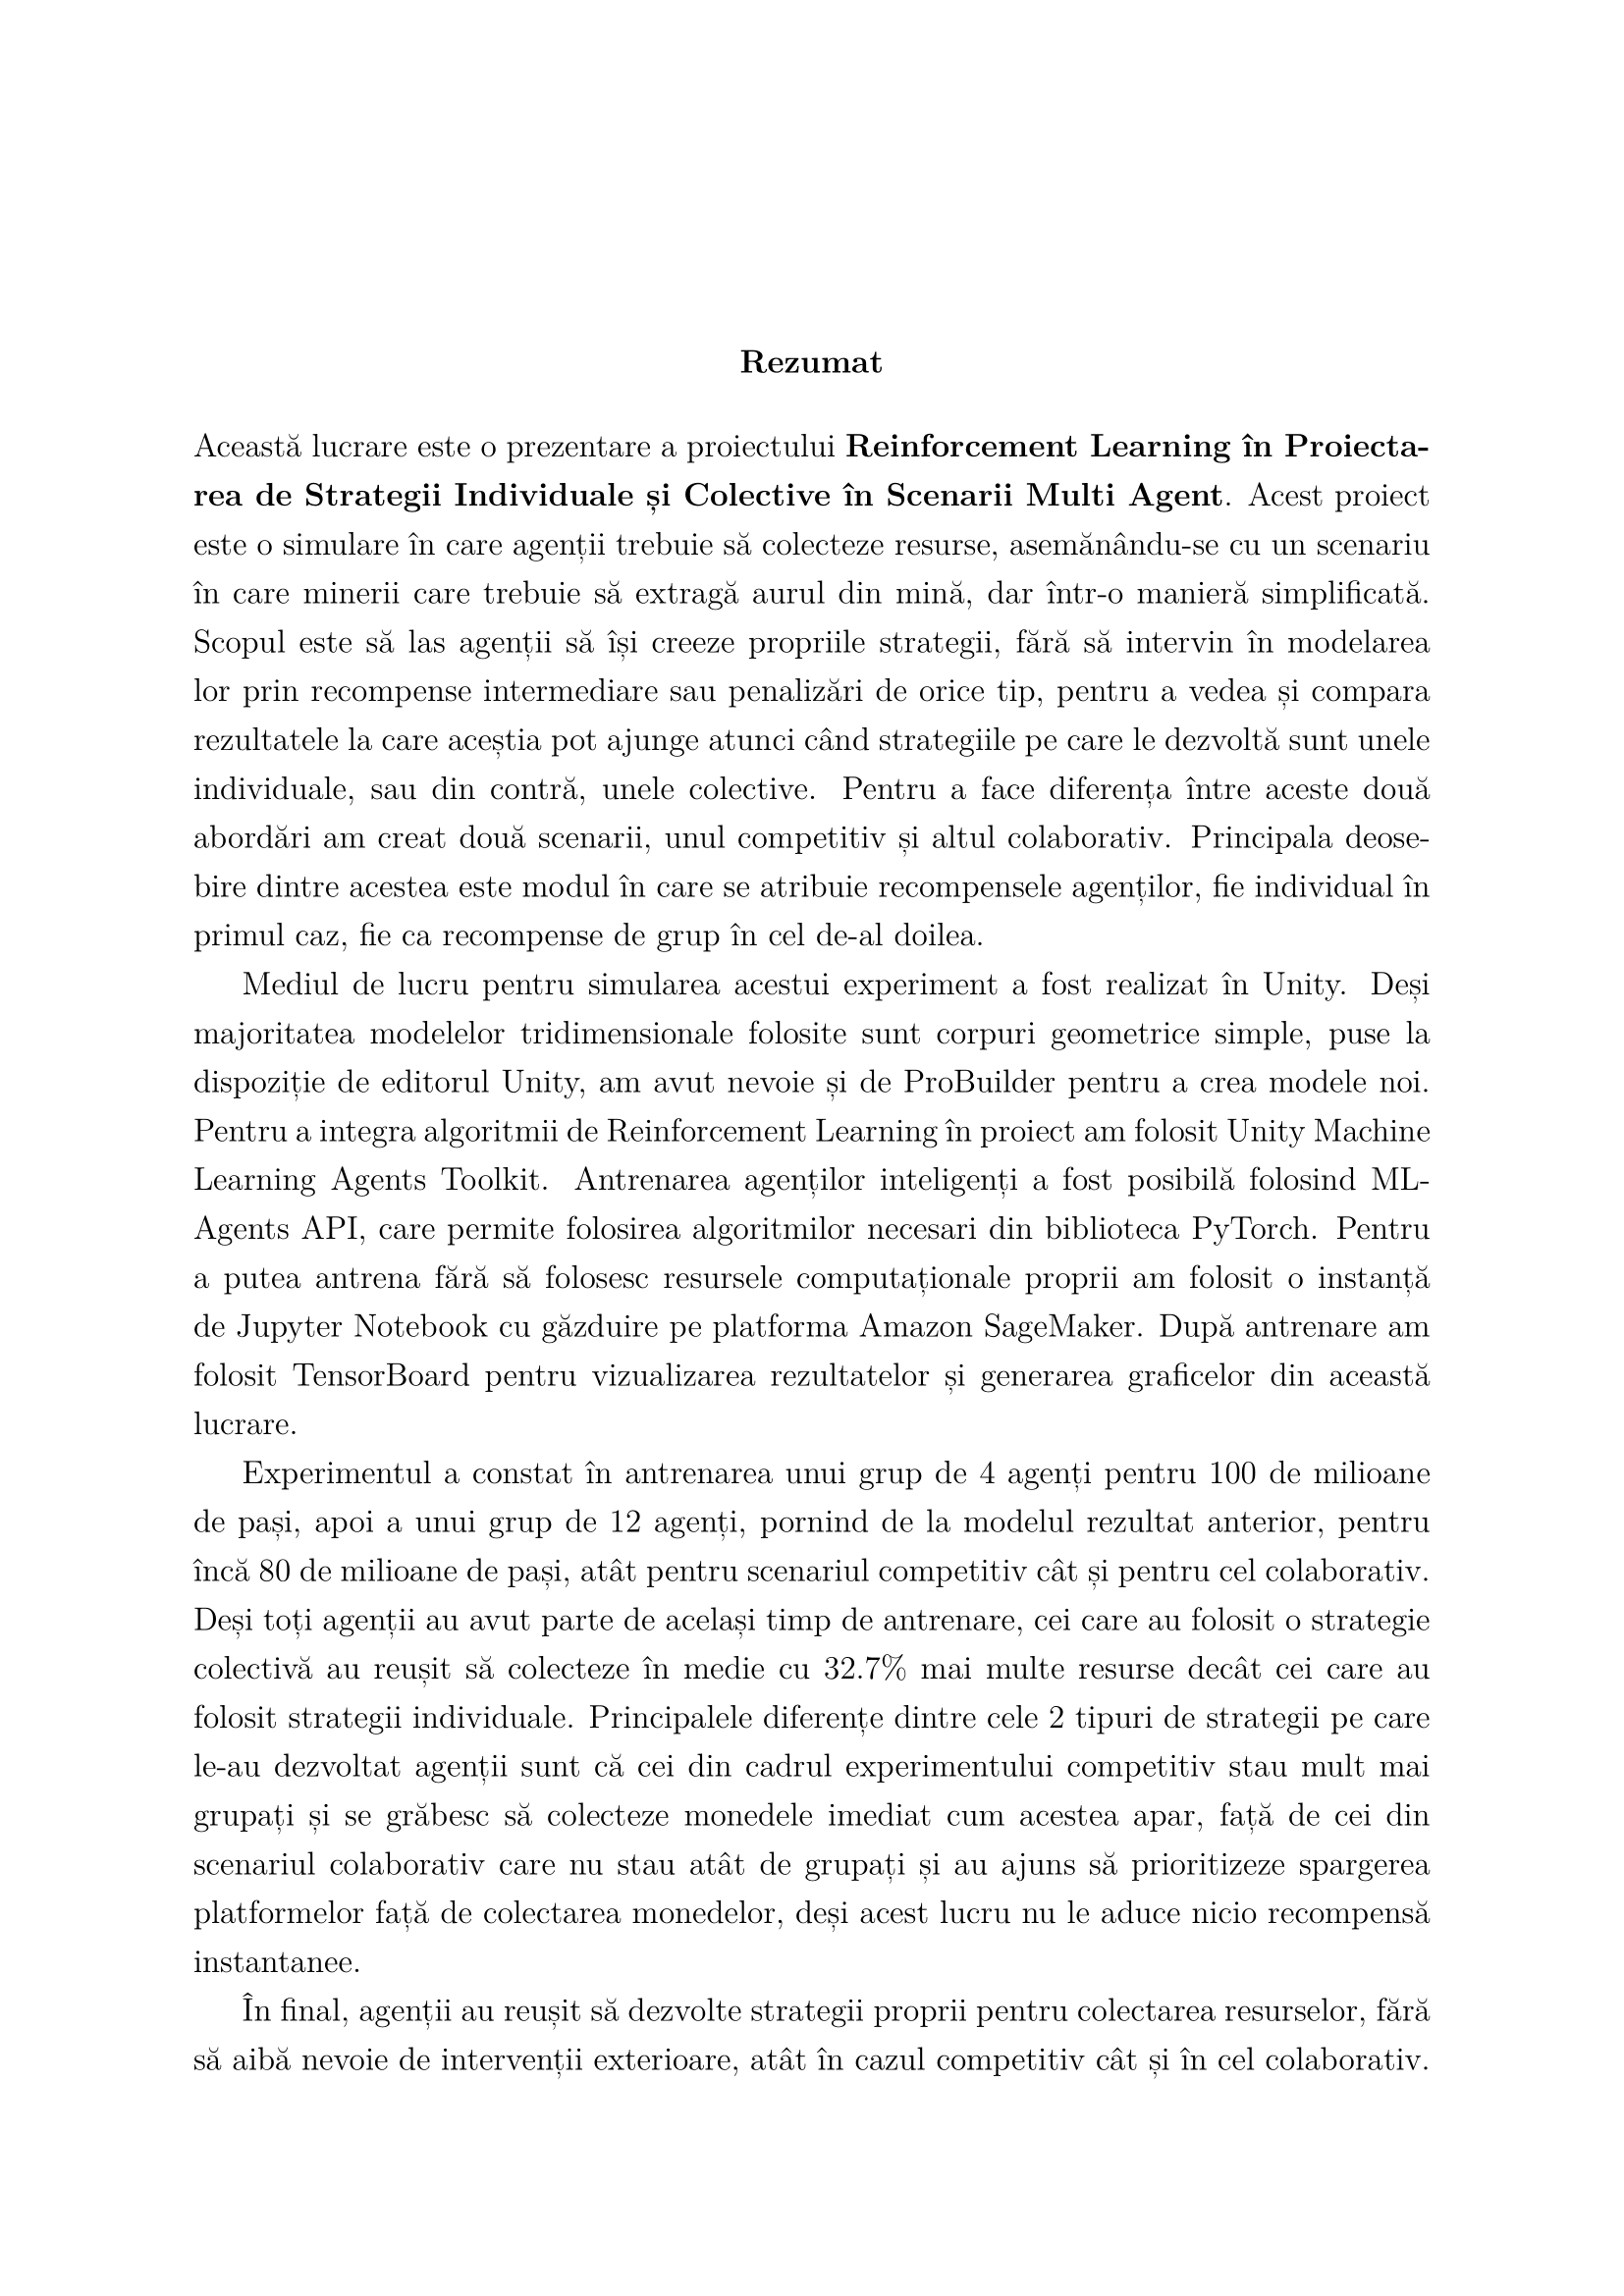 Rezumat
Această lucrare este o prezentare a proiectului Reinforcement Learning în Proiecta-
rea de Strategii Individuale și Colective în Scenarii Multi Agent. Acest proiect
este o simulare în care agenții trebuie să colecteze resurse, asemănându-se cu un scenariu
în care minerii care trebuie să extragă aurul din mină, dar într-o manieră simplificată.
Scopul este să las agenții să își creeze propriile strategii, fără să intervin în modelarea
lor prin recompense intermediare sau penalizări de orice tip, pentru a vedea și compara
rezultatele la care aceștia pot ajunge atunci când strategiile pe care le dezvoltă sunt unele
individuale, sau din contră, unele colective. Pentru a face diferența între aceste două
abordări am creat două scenarii, unul competitiv și altul colaborativ. Principala deose-
bire dintre acestea este modul în care se atribuie recompensele agenților, fie individual în
primul caz, fie ca recompense de grup în cel de-al doilea.
Mediul de lucru pentru simularea acestui experiment a fost realizat în Unity. Deși
majoritatea modelelor tridimensionale folosite sunt corpuri geometrice simple, puse la
dispoziție de editorul Unity, am avut nevoie și de ProBuilder pentru a crea modele noi.
Pentru a integra algoritmii de Reinforcement Learning în proiect am folosit Unity Machine
Learning Agents Toolkit. Antrenarea agenților inteligenți a fost posibilă folosind ML-
Agents API, care permite folosirea algoritmilor necesari din biblioteca PyTorch. Pentru
a putea antrena fără să folosesc resursele computaționale proprii am folosit o instanță
de Jupyter Notebook cu găzduire pe platforma Amazon SageMaker. După antrenare am
folosit TensorBoard pentru vizualizarea rezultatelor și generarea graficelor din această
lucrare.
Experimentul a constat în antrenarea unui grup de 4 agenți pentru 100 de milioane
de pași, apoi a unui grup de 12 agenți, pornind de la modelul rezultat anterior, pentru
încă 80 de milioane de pași, atât pentru scenariul competitiv cât și pentru cel colaborativ.
Deși toți agenții au avut parte de același timp de antrenare, cei care au folosit o strategie
colectivă au reușit să colecteze în medie cu 32.7% mai multe resurse decât cei care au
folosit strategii individuale. Principalele diferențe dintre cele 2 tipuri de strategii pe care
le-au dezvoltat agenții sunt că cei din cadrul experimentului competitiv stau mult mai
grupați și se grăbesc să colecteze monedele imediat cum acestea apar, față de cei din
scenariul colaborativ care nu stau atât de grupați și au ajuns să prioritizeze spargerea
platformelor față de colectarea monedelor, deși acest lucru nu le aduce nicio recompensă
instantanee.
În final, agenții au reușit să dezvolte strategii proprii pentru colectarea resurselor, fără
să aibă nevoie de intervenții exterioare, atât în cazul competitiv cât și în cel colaborativ.